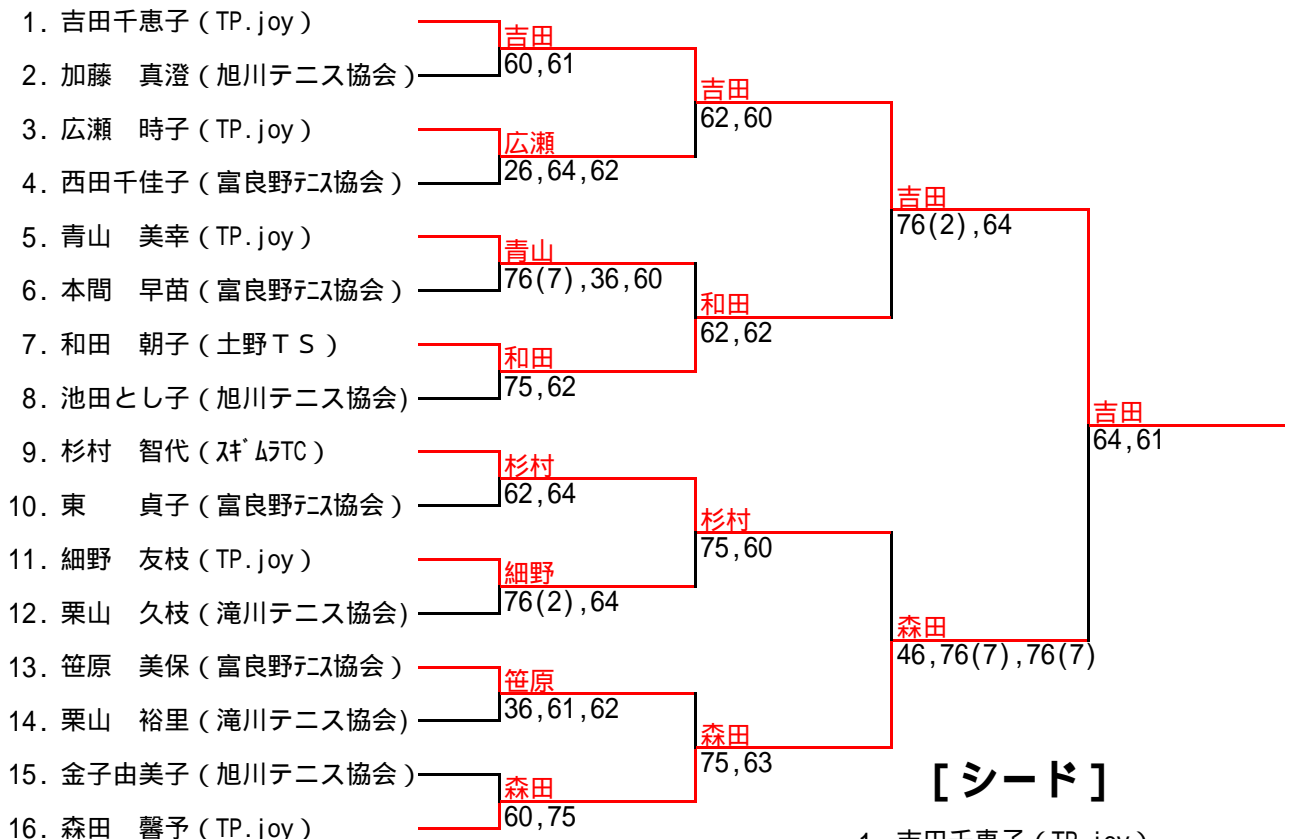 1. 吉田千恵子（TP.joy）
2. 加藤　真澄（旭川テニス協会）
3. 広瀬　時子（TP.joy）
4. 西田千佳子（富良野ﾃﾆｽ協会）
5. 青山　美幸（TP.joy）
6. 本間　早苗（富良野ﾃﾆｽ協会）
7. 和田　朝子（土野ＴＳ）
8. 池田とし子（旭川テニス協会)
9. 杉村　智代（ｽｷﾞﾑﾗTC）
10. 東　　貞子（富良野ﾃﾆｽ協会）
11. 細野　友枝（TP.joy）
12. 栗山　久枝（滝川テニス協会)
13. 笹原　美保（富良野ﾃﾆｽ協会）
14. 栗山　裕里（滝川テニス協会)
15. 金子由美子（旭川テニス協会）
16. 森田　馨予（TP.joy）
吉田
60,61
広瀬
26,64,62
青山
76(7),36,60
和田
75,62
杉村
62,64
細野
76(2),64
笹原
36,61,62
森田
60,75
吉田
62,60
和田
62,62
杉村
75,60
森田
75,63
吉田
76(2),64
森田
46,76(7),76(7)
吉田
64,61
[シード]
1. 吉田千恵子（TP.joy）